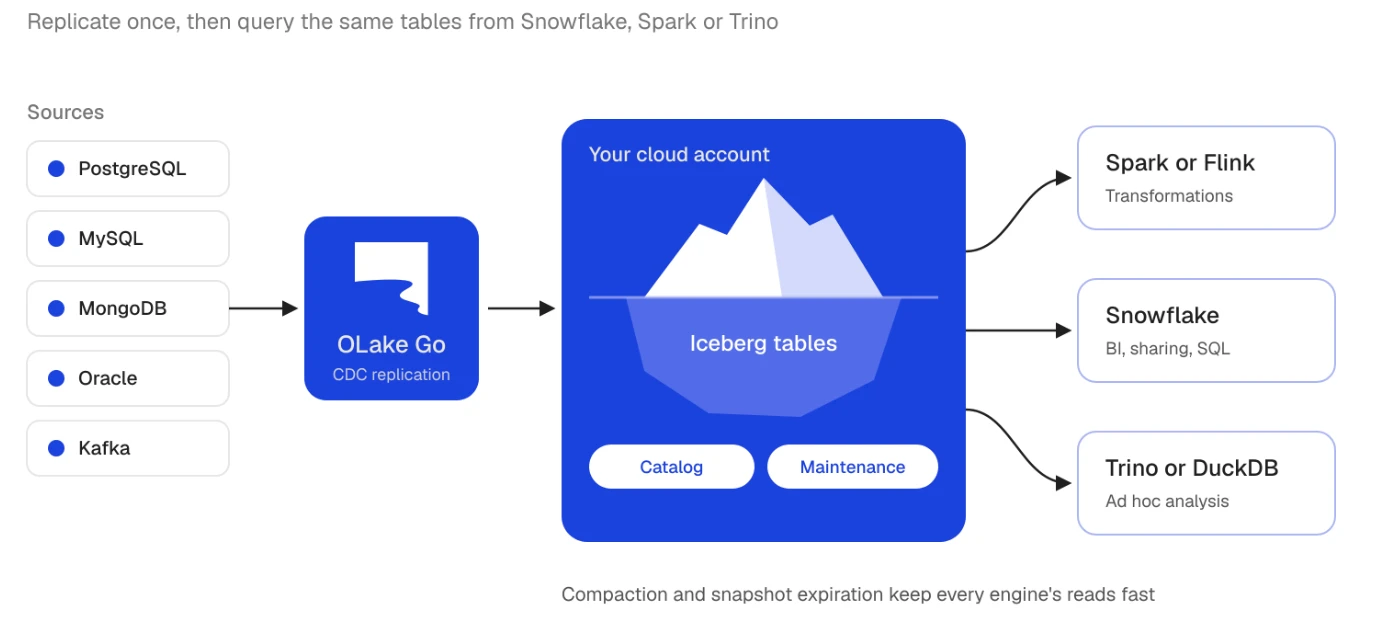 Replicate once, then query the same tables from Snowflake, Spark or Trino
Sources
PostgreSQL
MySQL
MongoDB
Oracle
Kafka
OLake Go
CDC replication
Your cloud account
Iceberg tables
Catalog
Maintenance
Spark or Flink
Transformations
Snowflake
BI, sharing, SQL
Trino or DuckDB
Ad hoc analysis
Compaction and snapshot expiration keep every engine's reads fast